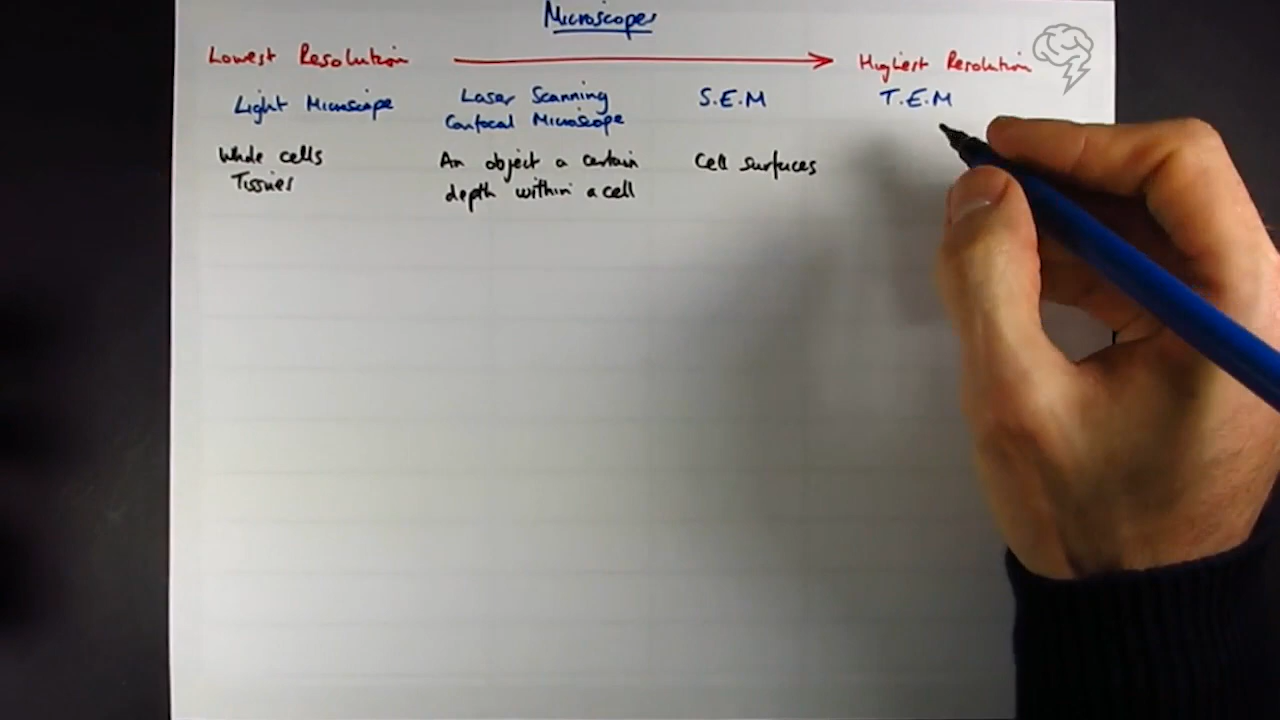 Microscopes
Lowest Resolution
Highest Resolution
Light Microscope
Laser Scanning
Confocal Microscope
S.E.M
T.E.M
Whole cells
Tissues
An object a certain
depth within a cell
Cell surfaces